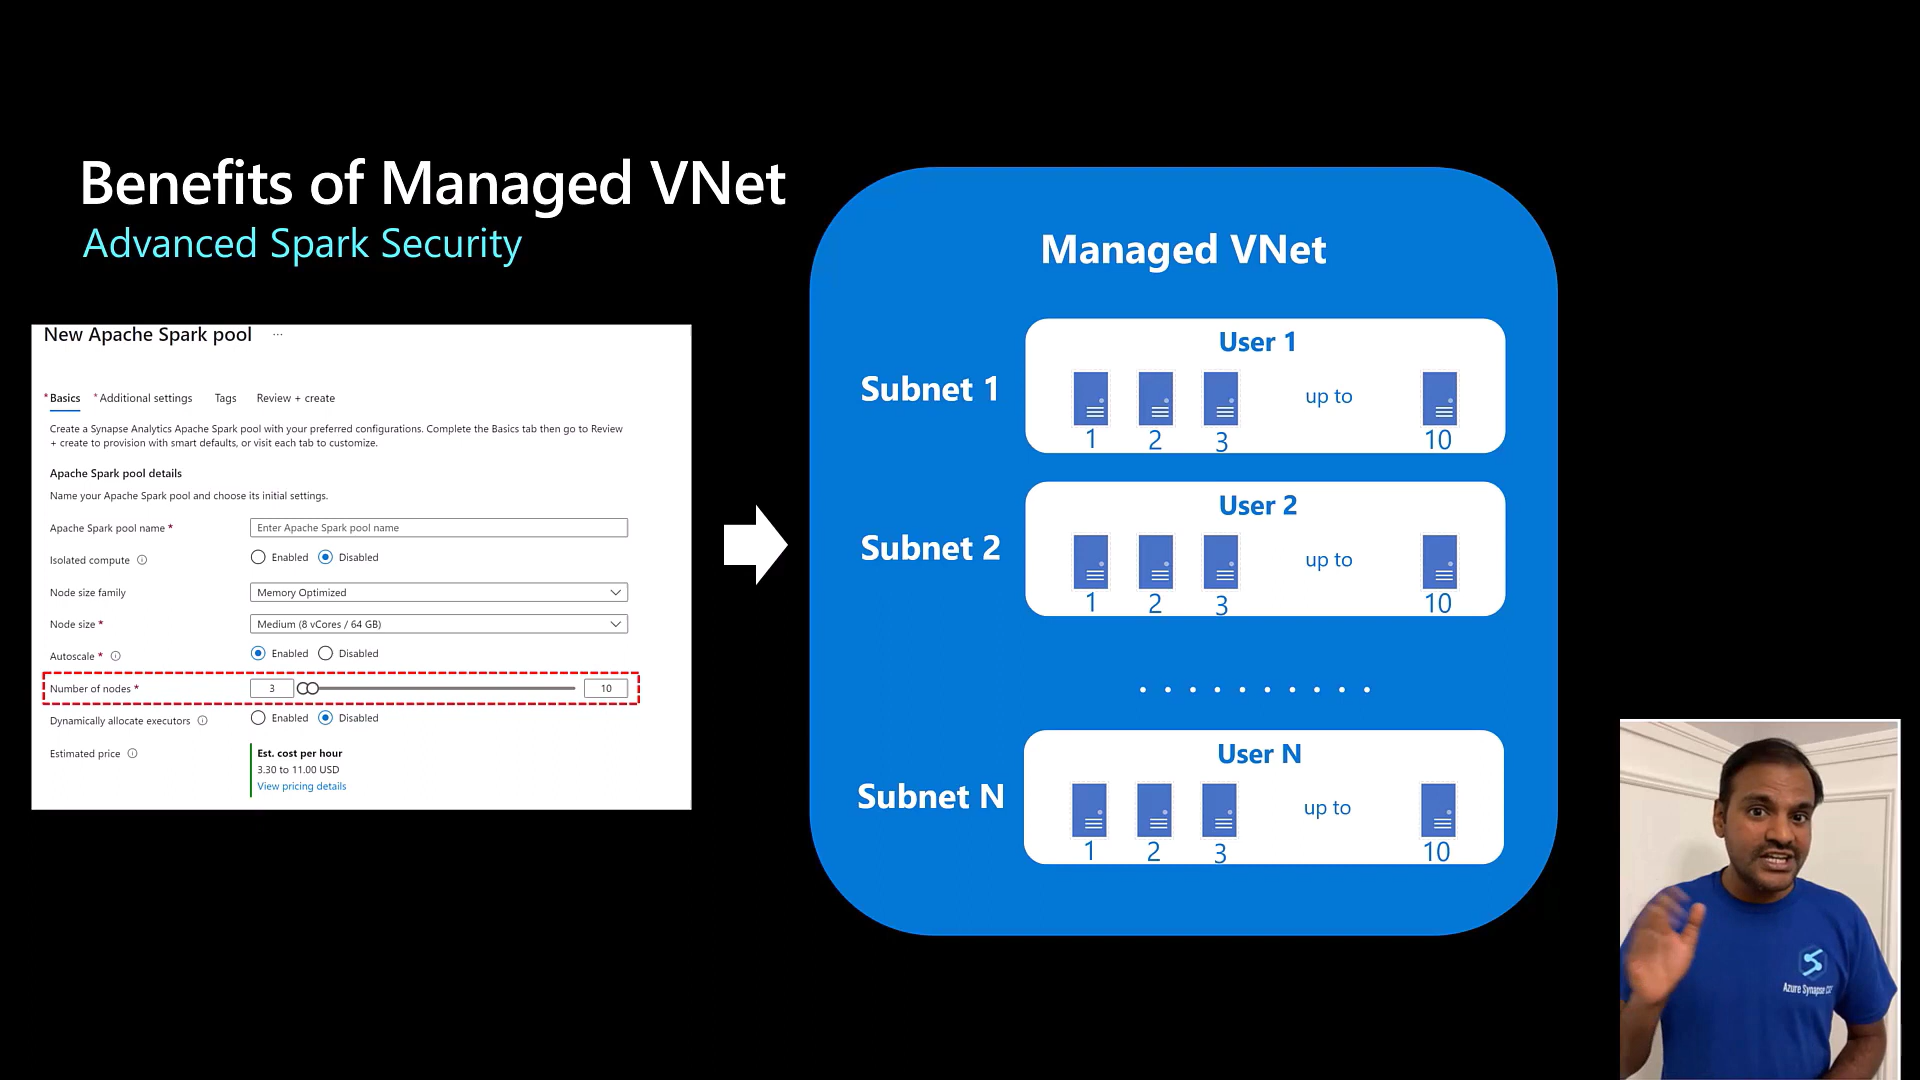 Benefits of Managed VNet
Advanced Spark Security
New Apache Spark pool ...
* Basics * Additional settings Tags Review + create
Create a Synapse Analytics Apache Spark pool with your preferred configurations. Complete the Basics tab then go to Review
+ create to provision with smart defaults, or visit each tab to customize.
Apache Spark pool details
Name your Apache Spark pool and choose its initial settings.
Apache Spark pool name * Enter Apache Spark pool name
Isolated compute Enabled Disabled
Node size family Memory Optimized
Node size * Medium (8 vCores / 64 GB)
Autoscale * Enabled Disabled
Number of nodes * 3 10
Dynamically allocate executors Enabled Disabled
Estimated price Est. cost per hour
3.30 to 11.00 USD
View pricing details
Managed VNet
Subnet 1
User 1
up to
1 2 3 10
Subnet 2
User 2
up to
1 2 3 10
. . . . . . . . . .
Subnet N
User N
up to
1 2 3 10
Azure Synapse